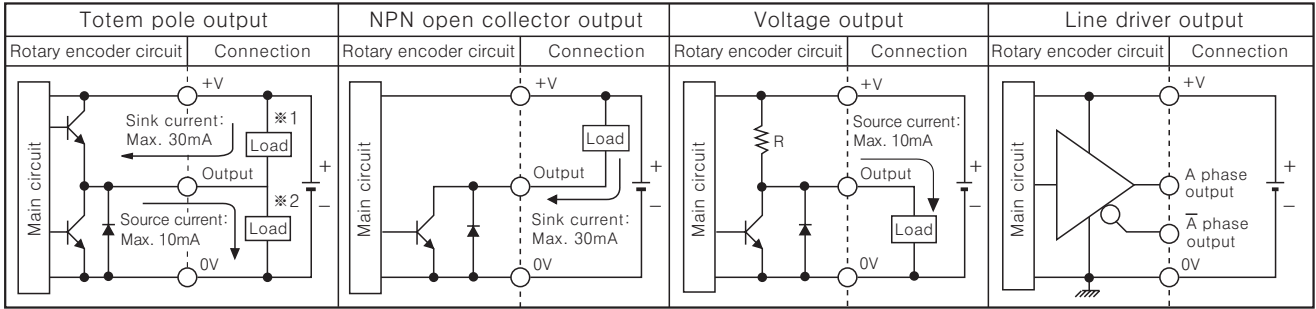 Totem pole output
Rotary encoder circuit
Connection
Main circuit
+V
Sink current:
Max. 30mA
※1
Load
Output
※2
Source current:
Max. 10mA
Load
0V
+
−
NPN open collector output
Rotary encoder circuit
Connection
Main circuit
+V
Load
Output
Sink current:
Max. 30mA
0V
+
−
Voltage output
Rotary encoder circuit
Connection
Main circuit
+V
R
Source current:
Max. 10mA
Output
Load
0V
+
−
Line driver output
Rotary encoder circuit
Connection
Main circuit
+V
A phase
output
A̅ phase
output
0V
+
−